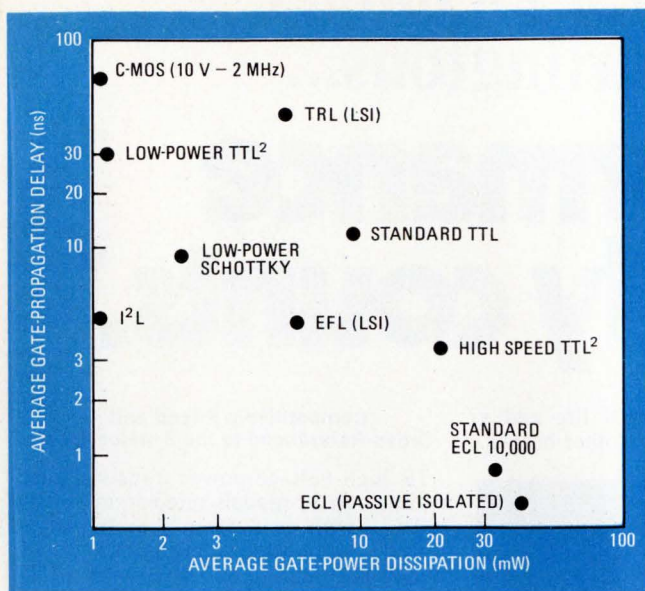 100
C-MOS (10 V – 2 MHz)
TRL (LSI)
30
LOW-POWER TTL²
20
STANDARD TTL
10
LOW-POWER
SCHOTTKY
I²L
EFL (LSI)
HIGH SPEED TTL²
3
2
STANDARD
ECL 10,000
1
ECL (PASSIVE ISOLATED)
AVERAGE GATE-PROPAGATION DELAY (ns)
1 2 3 10 20 30 100
AVERAGE GATE-POWER DISSIPATION (mW)